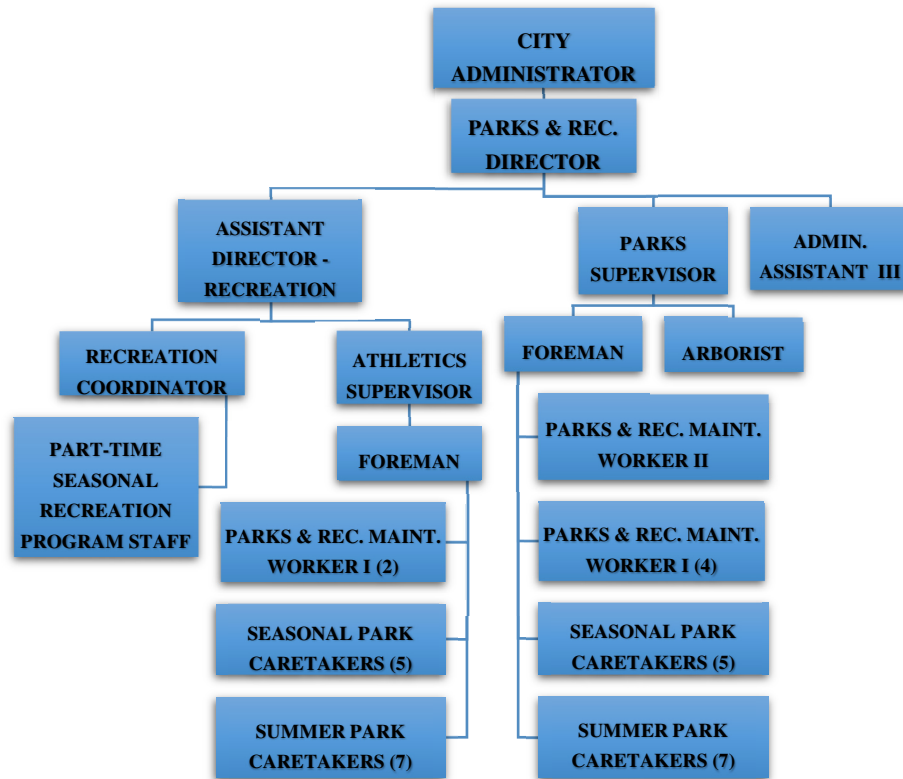 CITY
ADMINISTRATOR
PARKS & REC.
DIRECTOR
ASSISTANT
DIRECTOR -
RECREATION
PARKS
SUPERVISOR
ADMIN.
ASSISTANT III
RECREATION
COORDINATOR
ATHLETICS
SUPERVISOR
FOREMAN
ARBORIST
PART-TIME
SEASONAL
RECREATION
PROGRAM STAFF
FOREMAN
PARKS & REC. MAINT.
WORKER I (2)
SEASONAL PARK
CARETAKERS (5)
SUMMER PARK
CARETAKERS (7)
PARKS & REC. MAINT.
WORKER II
PARKS & REC. MAINT.
WORKER I (4)
SEASONAL PARK
CARETAKERS (5)
SUMMER PARK
CARETAKERS (7)